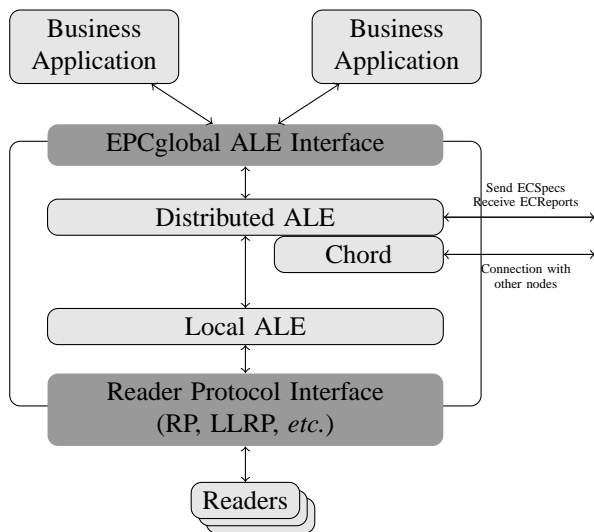 Business
Application
Business
Application
EPCglobal ALE Interface
Distributed ALE
Send ECSpecs
Receive ECReports
Chord
Connection with
other nodes
Local ALE
Reader Protocol Interface
(RP, LLRP, etc.)
Readers